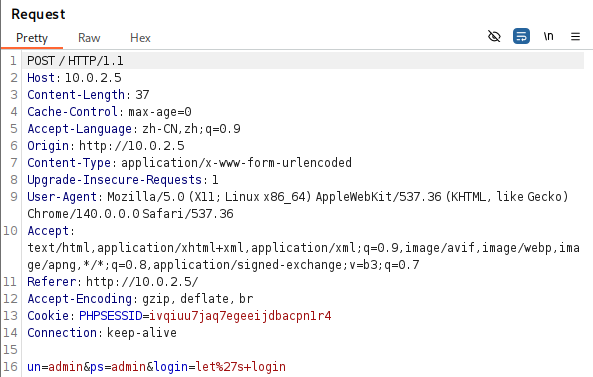 Request
Pretty Raw Hex \n
1 POST / HTTP/1.1
2 Host: 10.0.2.5
3 Content-Length: 37
4 Cache-Control: max-age=0
5 Accept-Language: zh-CN,zh;q=0.9
6 Origin: http://10.0.2.5
7 Content-Type: application/x-www-form-urlencoded
8 Upgrade-Insecure-Requests: 1
9 User-Agent: Mozilla/5.0 (X11; Linux x86_64) AppleWebKit/537.36 (KHTML, like Gecko)
Chrome/140.0.0.0 Safari/537.36
10 Accept:
text/html,application/xhtml+xml,application/xml;q=0.9,image/avif,image/webp,ima
ge/apng,*/*;q=0.8,application/signed-exchange;v=b3;q=0.7
11 Referer: http://10.0.2.5/
12 Accept-Encoding: gzip, deflate, br
13 Cookie: PHPSESSID=ivqiuu7jaq7egeeijdbacpn1r4
14 Connection: keep-alive
15
16 un=admin&ps=admin&login=let%27s+login